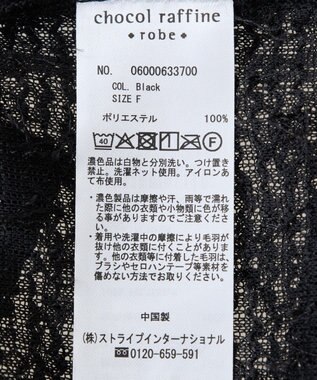 chocol raffine
robe
NO. 06000633700
COL. Black
SIZE F
ポリエステル 100%
40
F
濃色品は白物と分別洗い。つけ置き
禁止。洗濯ネット使用。アイロンあ
て布使用。
・濃色製品は摩擦や汗、雨等で濡れ
た際に他の衣類や小物類に色が移
る事がありますのでご注意くださ
い。
・着用や洗濯中の摩擦により毛羽が
抜け他の衣類に付くことがありま
す。他の衣類等に付着した毛羽は、
ブラシやセロハンテープ等素材を
傷めない方法でお取り下さい。
中国製
(株)ストライプインターナショナル
0120-659-591